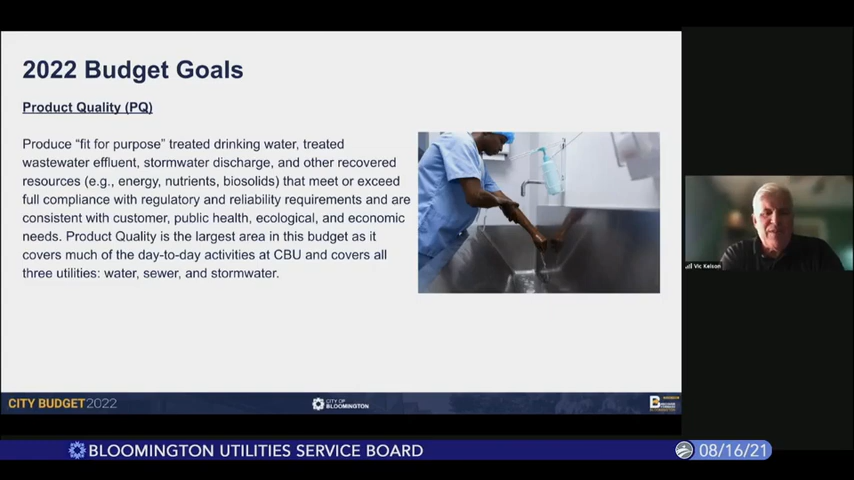 2022 Budget Goals
Product Quality (PQ)
Produce “fit for purpose” treated drinking water, treated
wastewater effluent, stormwater discharge, and other recovered
resources (e.g., energy, nutrients, biosolids) that meet or exceed
full compliance with regulatory and reliability requirements and are
consistent with customer, public health, ecological, and economic
needs. Product Quality is the largest area in this budget as it
covers much of the day-to-day activities at CBU and covers all
three utilities: water, sewer, and stormwater.
Vic Kelson
CITY BUDGET2022
CITY OF
BLOOMINGTON
BLOOMINGTON UTILITIES SERVICE BOARD
08/16/21